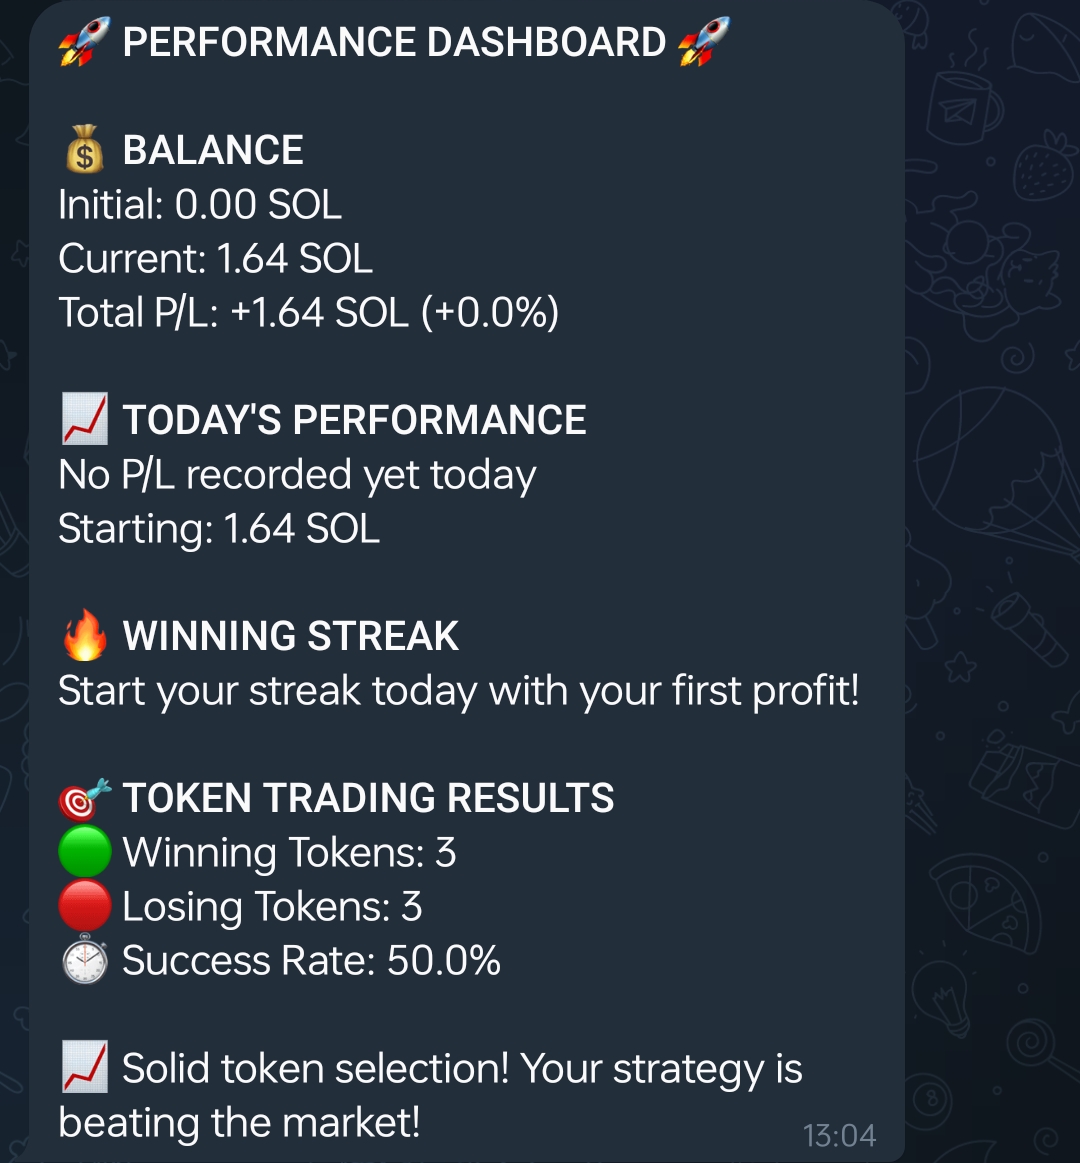 🚀 PERFORMANCE DASHBOARD 🚀
💰 BALANCE
Initial: 0.00 SOL
Current: 1.64 SOL
Total P/L: +1.64 SOL (+0.0%)
📈 TODAY'S PERFORMANCE
No P/L recorded yet today
Starting: 1.64 SOL
🔥 WINNING STREAK
Start your streak today with your first profit!
🎯 TOKEN TRADING RESULTS
🟢 Winning Tokens: 3
🔴 Losing Tokens: 3
⏱ Success Rate: 50.0%
📈 Solid token selection! Your strategy is
beating the market!
13:04